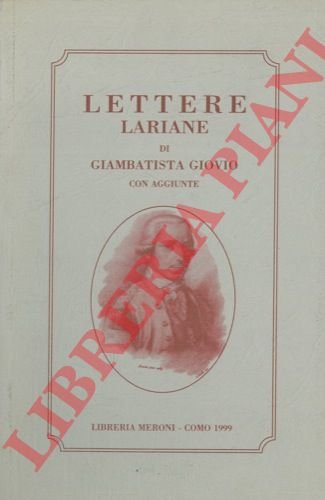 LETTERE
LARIANE
DI
GIAMBATISTA GIOVIO
CON AGGIUNTE
LIBRERIA MERONI - COMO 1999
LIBRERIA PIANI